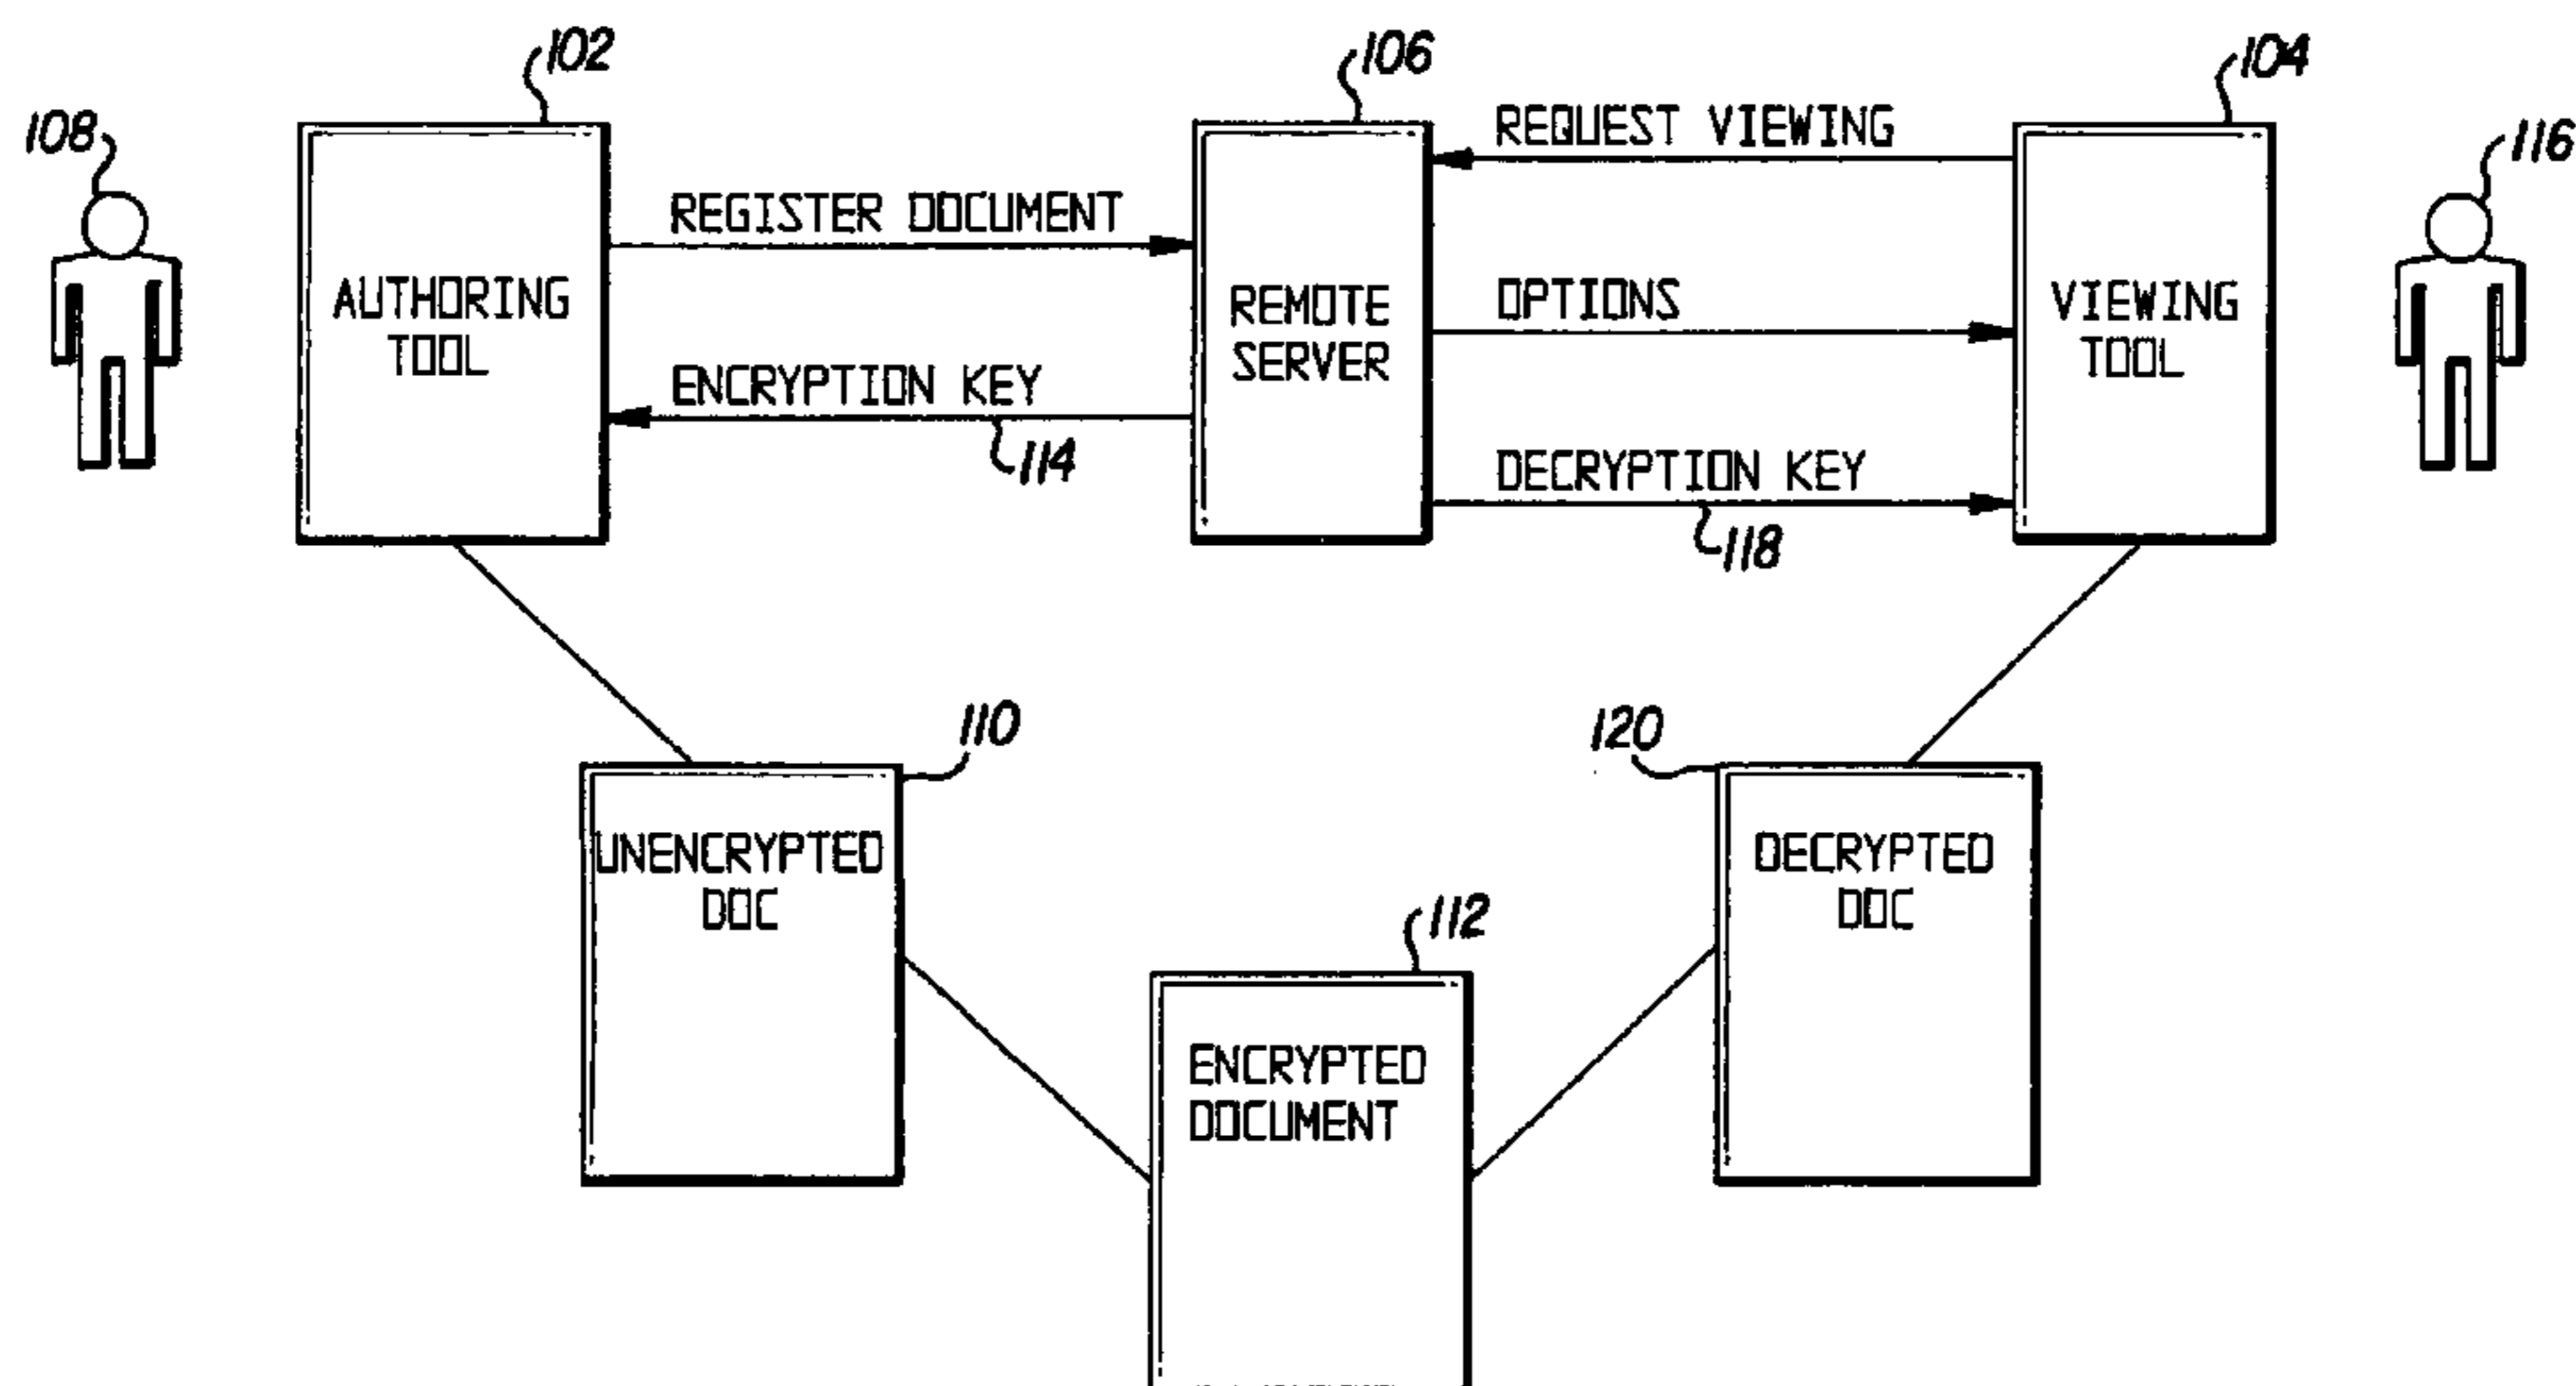 102
106
104
108
116
REQUEST VIEWING
REGISTER DOCUMENT
AUTHORING
TOOL
REMOTE
SERVER
OPTIONS
VIEWING
TOOL
ENCRYPTION KEY
114
DECRYPTION KEY
118
110
120
UNENCRYPTED
DOC
DECRYPTED
DOC
112
ENCRYPTED
DOCUMENT